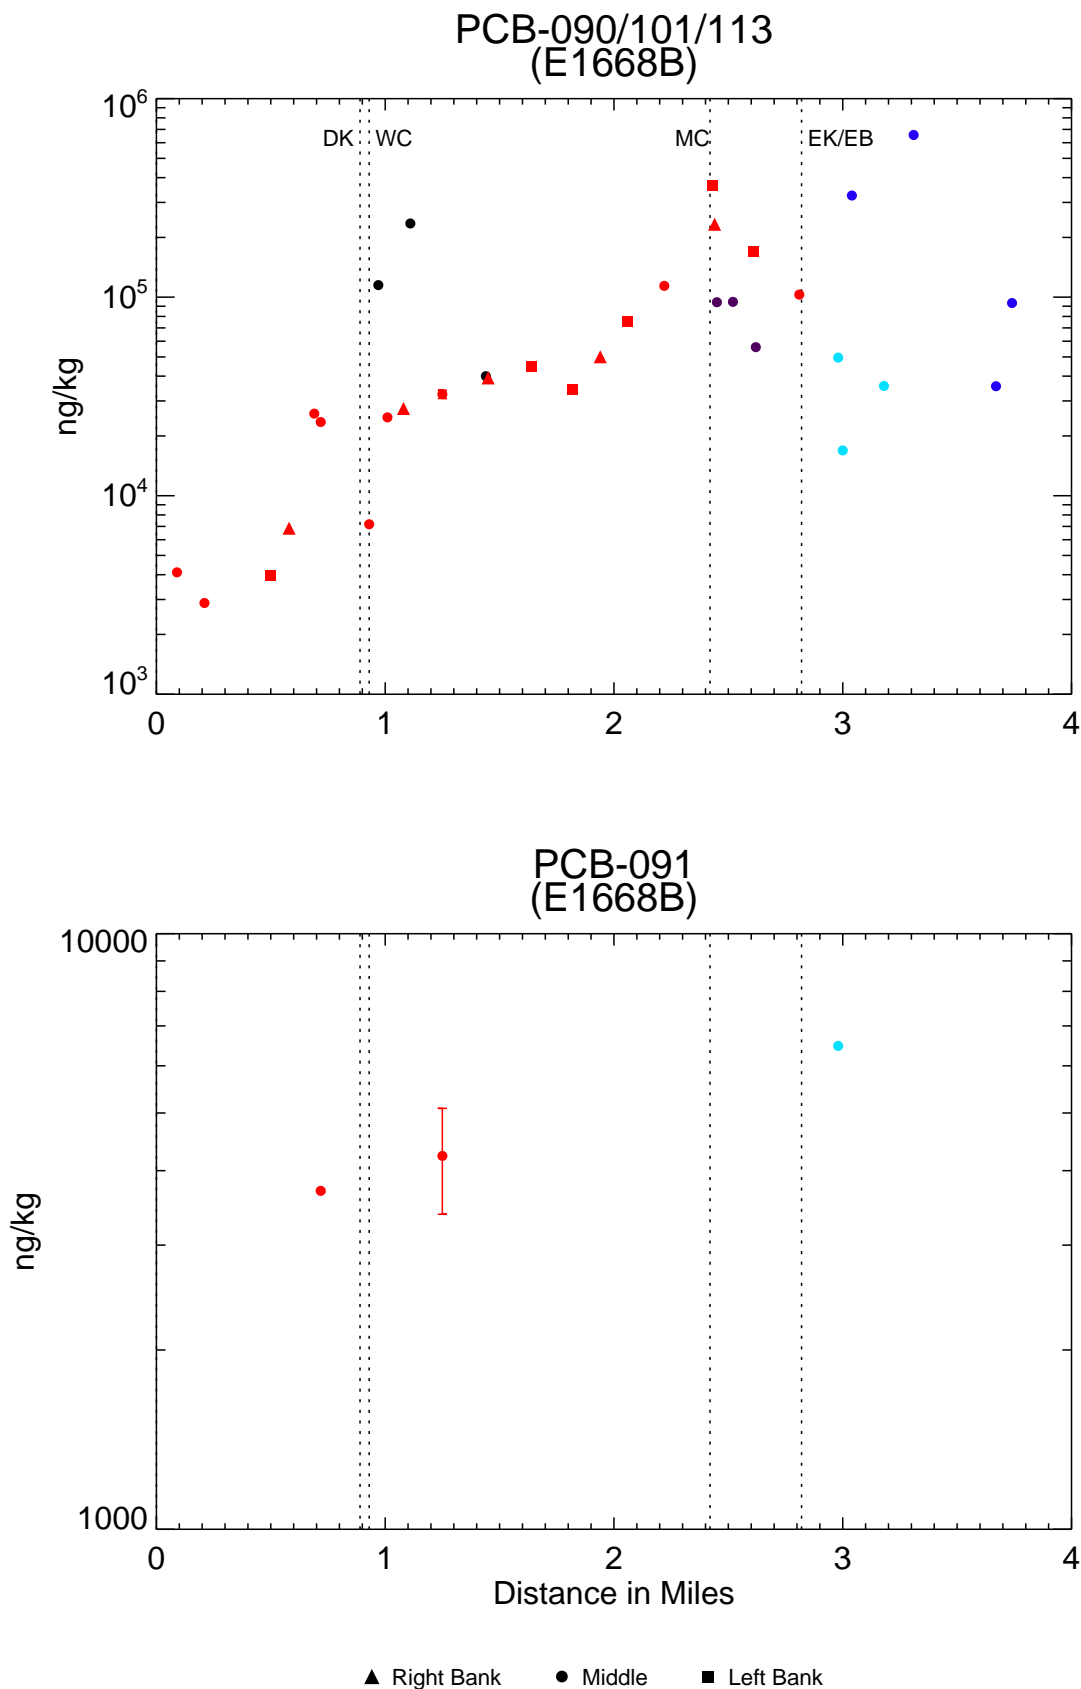 PCB-090/101/113
(E1668B)
10^6
DK WC MC EK/EB
10^5
ng/kg
10^4
10^3
0 1 2 3 4
PCB-091
(E1668B)
10000
ng/kg
1000
0 1 2 3 4
Distance in Miles
Right Bank Middle Left Bank